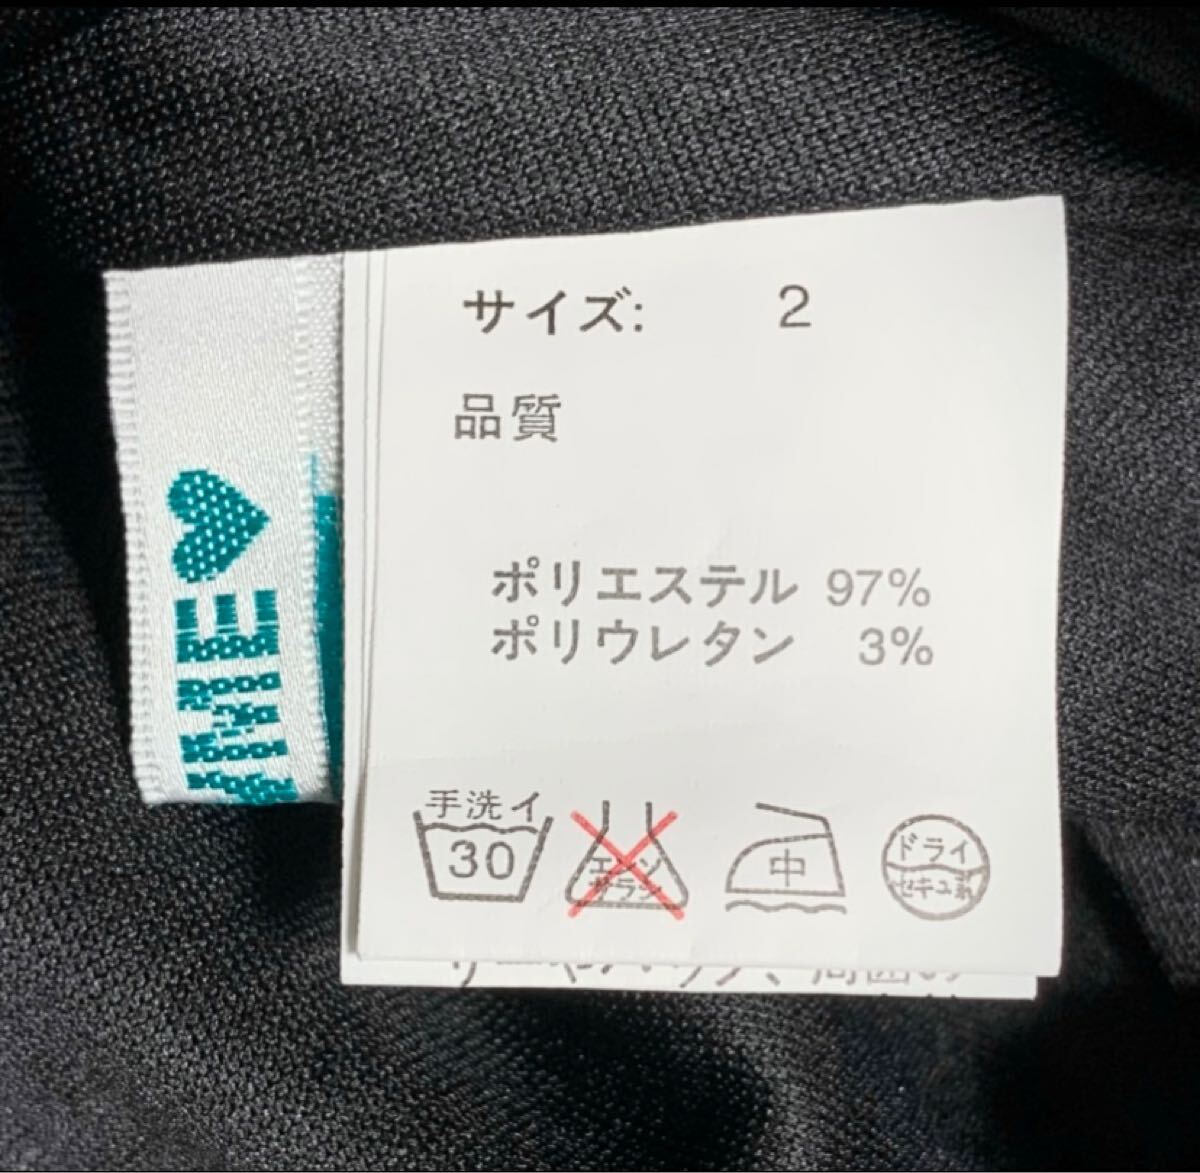 サイズ: 2
品質
ポリエステル 97%
ポリウレタン 3%
手洗イ
30
エンソ
サラシ
中
ドライ
セキユ系